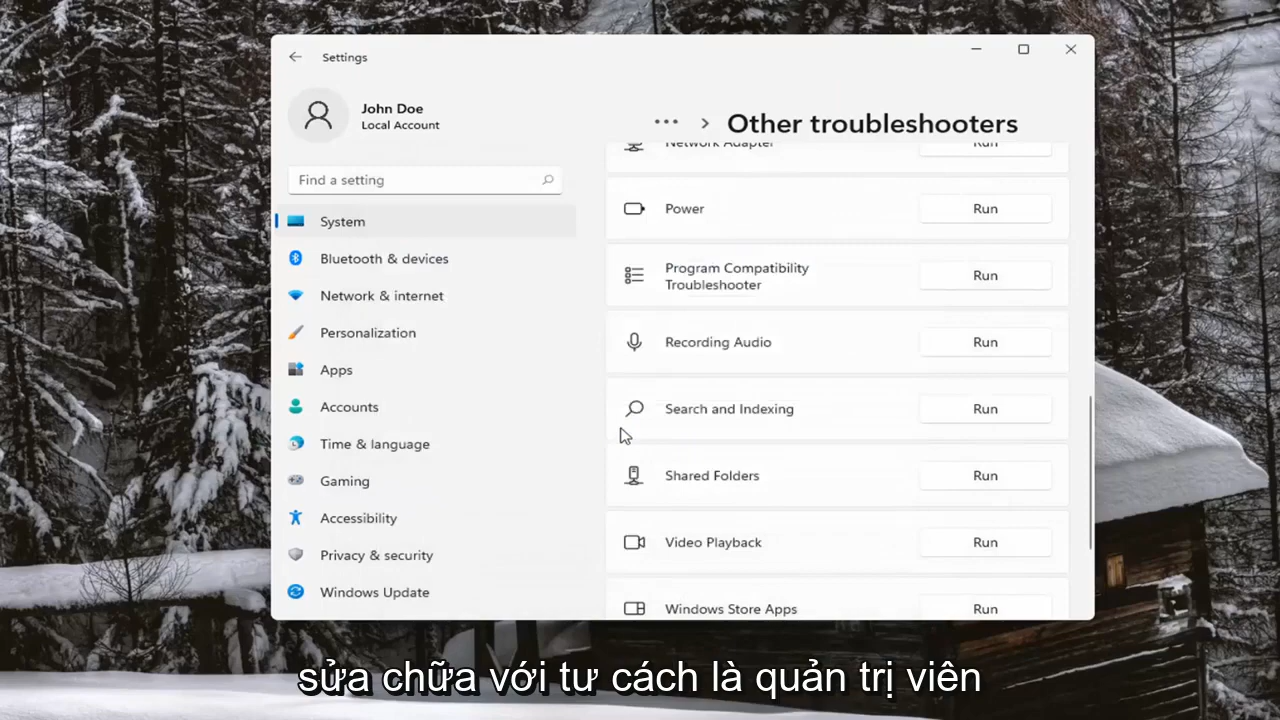 Settings
John Doe
Local Account
Find a setting
System
Bluetooth & devices
Network & internet
Personalization
Apps
Accounts
Time & language
Gaming
Accessibility
Privacy & security
Windows Update
••• > Other troubleshooters
Network Adapter Run
Power Run
Program Compatibility
Troubleshooter Run
Recording Audio Run
Search and Indexing Run
Shared Folders Run
Video Playback Run
Windows Store Apps Run
sửa chữa với tư cách là quản trị viên